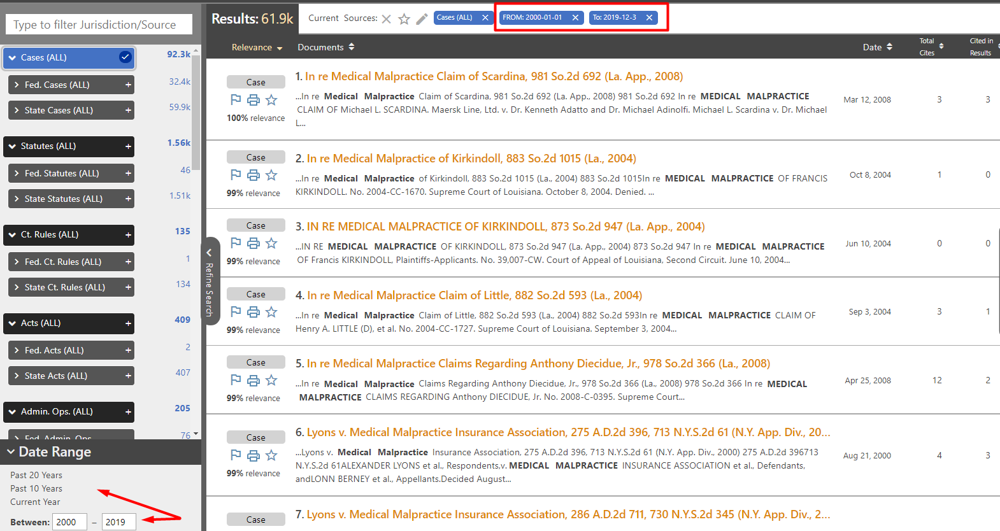 Type to filter Jurisdiction/Source
Cases (ALL) 92.3k
Fed. Cases (ALL) + 32.4k
State Cases (ALL) + 59.9k
Statutes (ALL) + 1.56k
Fed. Statutes (ALL) + 46
State Statutes (ALL) + 1.51k
Ct. Rules (ALL) + 135
Fed. Ct. Rules (ALL) + 1
State Ct. Rules (ALL) + 134
Acts (ALL) + 409
Fed. Acts (ALL) + 2
State Acts (ALL) + 407
Admin. Ops. (ALL) + 205
Fed. Admin. Ops. 76
Date Range
Past 20 Years
Past 10 Years
Current Year
Between: 2000 – 2019
Refine Search
Results: 61.9k Current Sources: Cases (ALL) FROM: 2000-01-01 To: 2019-12-3
Relevance Documents Date Total Cites Cited in Results
Case
100% relevance
1. In re Medical Malpractice Claim of Scardina, 981 So.2d 692 (La. App., 2008)
...In re Medical Malpractice Claim of Scardina, 981 So.2d 692 (La. App., 2008) 981 So.2d 692 In re MEDICAL MALPRACTICE
CLAIM OF Michael L. SCARDINA. Maersk Line, Ltd. v. Dr. Kenneth Adatto and Dr. Michael Adinolfi. Michael L. Scardina v. Dr. Michael
L...
Mar 12, 2008 3 3
Case
99% relevance
2. In re Medical Malpractice of Kirkindoll, 883 So.2d 1015 (La., 2004)
...In re Medical Malpractice of Kirkindoll, 883 So.2d 1015 (La., 2004) 883 So.2d 1015In re MEDICAL MALPRACTICE OF FRANCIS
KIRKINDOLL. No. 2004-CC-1670. Supreme Court of Louisiana. October 8, 2004. Denied. ...
Oct 8, 2004 1 0
Case
99% relevance
3. IN RE MEDICAL MALPRACTICE OF KIRKINDOLL, 873 So.2d 947 (La. App., 2004)
...IN RE MEDICAL MALPRACTICE OF KIRKINDOLL, 873 So.2d 947 (La. App., 2004) 873 So.2d 947 In re MEDICAL MALPRACTICE
OF Francis KIRKINDOLL, Plaintiffs-Applicants. No. 39,007-CW. Court of Appeal of Louisiana, Second Circuit. June 10, 2004...
Jun 10, 2004 0 0
Case
99% relevance
4. In re Medical Malpractice Claim of Little, 882 So.2d 593 (La., 2004)
...In re Medical Malpractice Claim of Little, 882 So.2d 593 (La., 2004) 882 So.2d 593In re MEDICAL MALPRACTICE CLAIM OF
Henry A. LITTLE (D), et al. No. 2004-CC-1727. Supreme Court of Louisiana. September 3, 2004...
Sep 3, 2004 3 1
Case
99% relevance
5. In re Medical Malpractice Claims Regarding Anthony Diecidue, Jr., 978 So.2d 366 (La., 2008)
...In re Medical Malpractice Claims Regarding Anthony Diecidue, Jr., 978 So.2d 366 (La., 2008) 978 So.2d 366 In re MEDICAL
MALPRACTICE CLAIMS REGARDING Anthony DIECIDUE, Jr. No. 2008-C-0395. Supreme Court...
Apr 25, 2008 12 2
Case
99% relevance
6. Lyons v. Medical Malpractice Insurance Association, 275 A.D.2d 396, 713 N.Y.S.2d 61 (N.Y. App. Div., 20...
...Lyons v. Medical Malpractice Insurance Association, 275 A.D.2d 396, 713 N.Y.S.2d 61 (N.Y. App. Div., 2000) 275 A.D.2d 396713
N.Y.S.2d 61ALEXANDER LYONS et al., Respondents,v. MEDICAL MALPRACTICE INSURANCE ASSOCIATION et al., Defendants,
andLONN BERNEY et al., Appellants.Decided August...
Aug 21, 2000 4 3
Case
7. Lyons v. Medical Malpractice Insurance Association, 286 A.D.2d 711, 730 N.Y.S.2d 345 (N.Y. App. Div., 2...